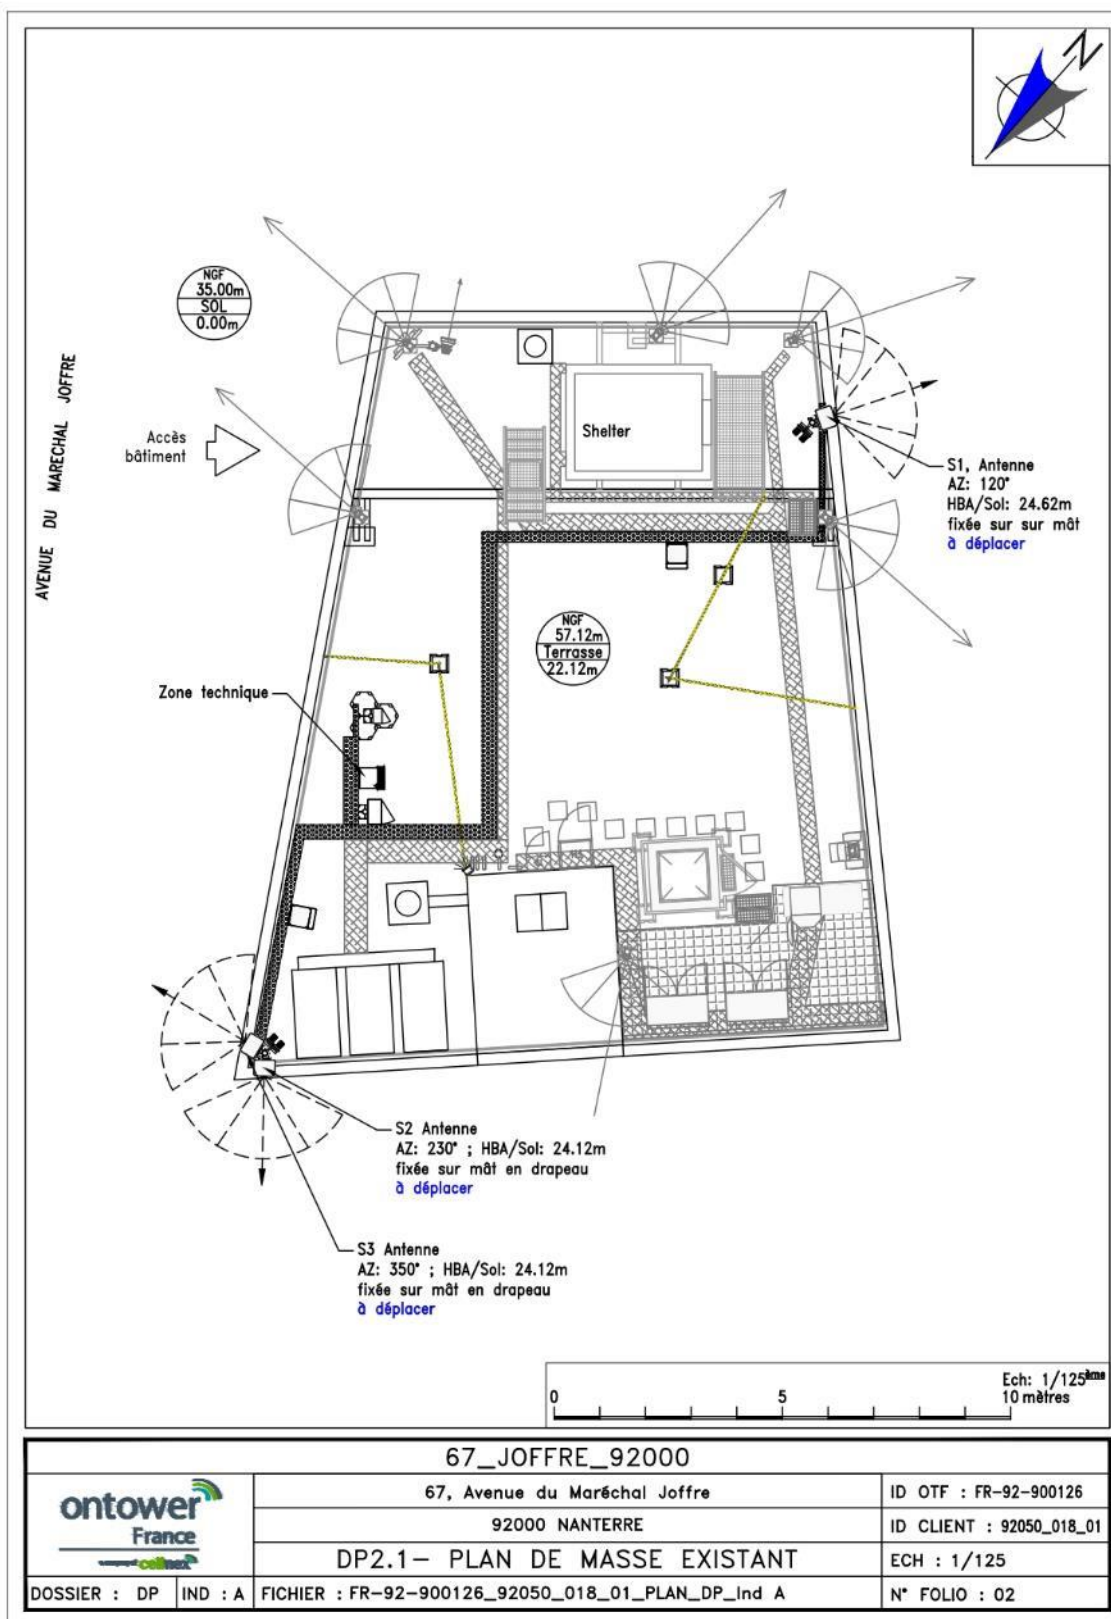 N
NGF
35.00m
SOL
0.00m
AVENUE DU MARECHAL JOFFRE
Accès
bâtiment
Shelter
S1, Antenne
AZ: 120°
HBA/Sol: 24.62m
fixée sur sur mât
à déplacer
NGF
57.12m
Terrasse
22.12m
Zone technique
S2 Antenne
AZ: 230° ; HBA/Sol: 24.12m
fixée sur mât en drapeau
à déplacer
S3 Antenne
AZ: 350° ; HBA/Sol: 24.12m
fixée sur mât en drapeau
à déplacer
Ech: 1/125ème
0 5 10 mètres
67_JOFFRE_92000
ontower
France
cellnex
67, Avenue du Maréchal Joffre
ID OTF : FR-92-900126
92000 NANTERRE
ID CLIENT : 92050_018_01
DP2.1- PLAN DE MASSE EXISTANT
ECH : 1/125
DOSSIER : DP
IND : A
FICHIER : FR-92-900126_92050_018_01_PLAN_DP_Ind A
N° FOLIO : 02